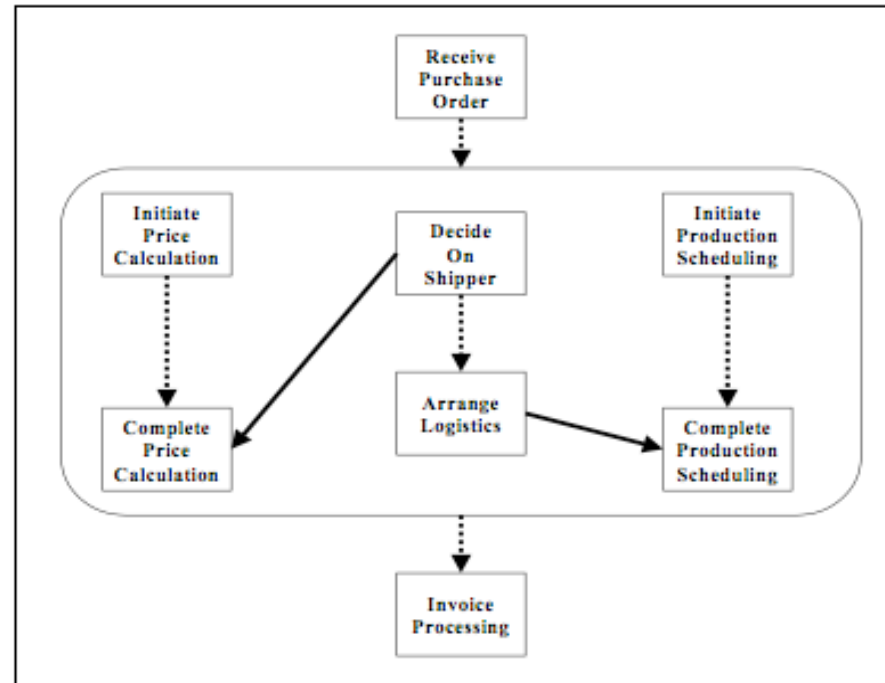 Receive
Purchase
Order
Initiate
Price
Calculation
Decide
On
Shipper
Initiate
Production
Scheduling
Complete
Price
Calculation
Arrange
Logistics
Complete
Production
Scheduling
Invoice
Processing